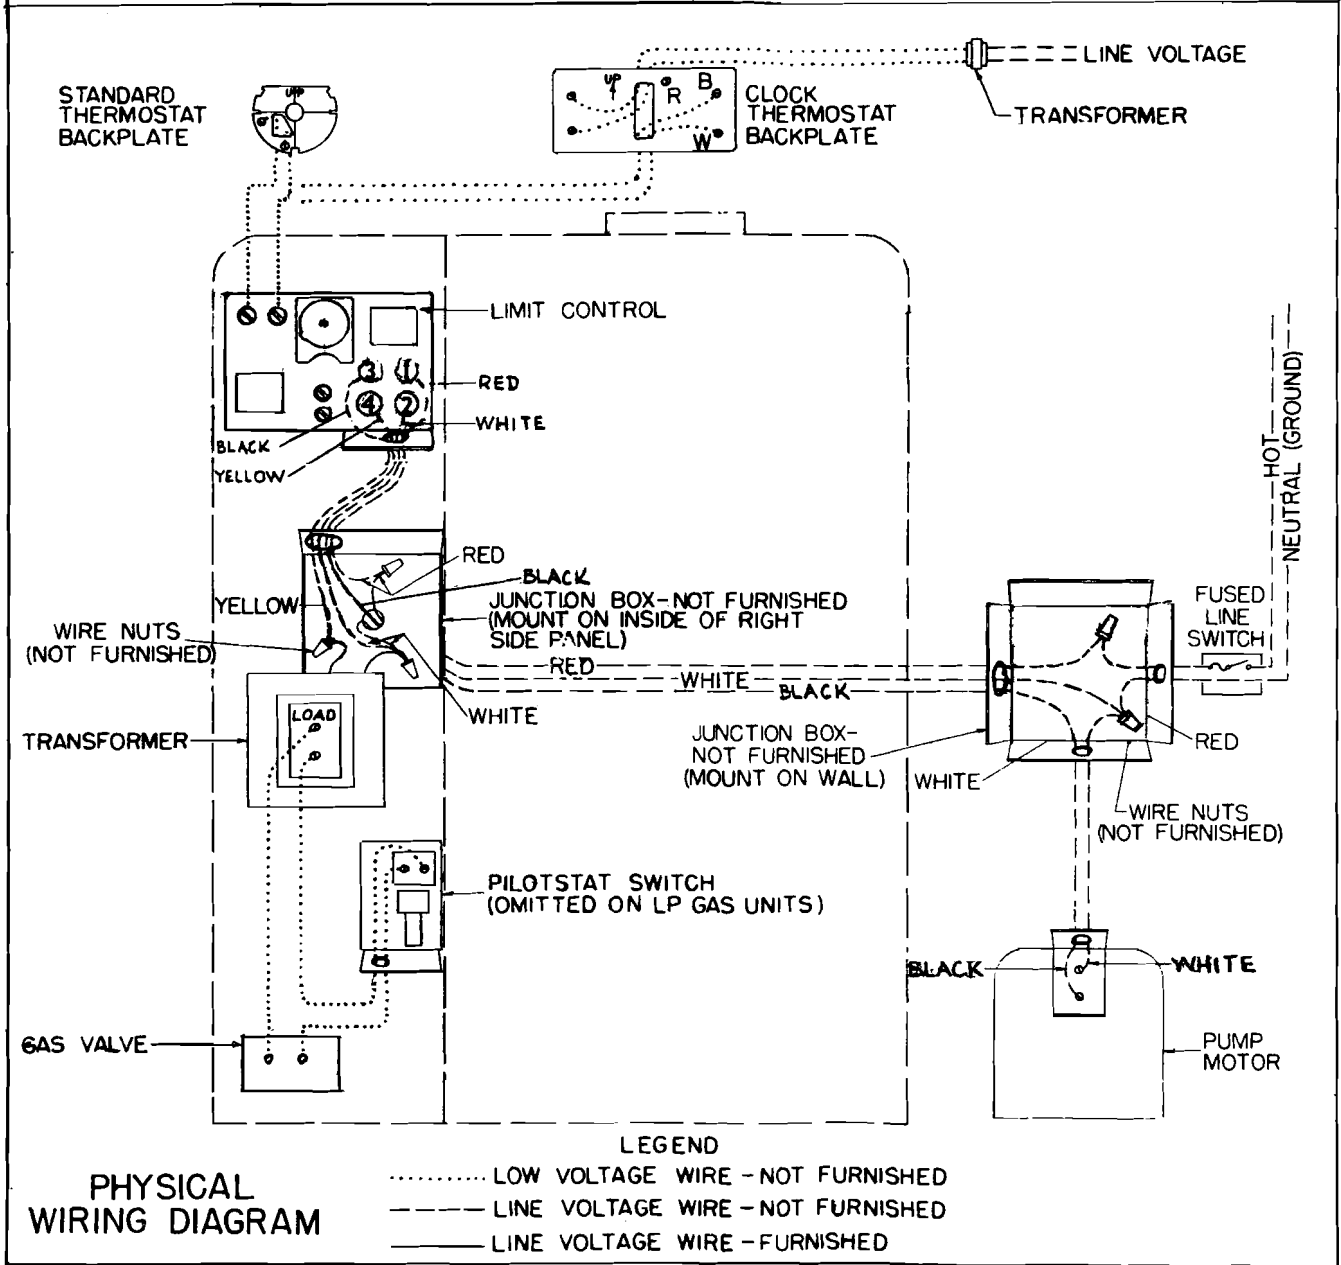 LINE VOLTAGE
TRANSFORMER
STANDARD
THERMOSTAT
BACKPLATE
UP
UP
R
B
W
CLOCK
THERMOSTAT
BACKPLATE
LIMIT CONTROL
3
1
4
2
RED
WHITE
BLACK
YELLOW
HOT
NEUTRAL (GROUND)
RED
BLACK
YELLOW
JUNCTION BOX-NOT FURNISHED
(MOUNT ON INSIDE OF RIGHT
SIDE PANEL)
WIRE NUTS
(NOT FURNISHED)
RED
WHITE
BLACK
WHITE
FUSED
LINE
SWITCH
LOAD
TRANSFORMER
JUNCTION BOX-
NOT FURNISHED
(MOUNT ON WALL)
WHITE
RED
WIRE NUTS
(NOT FURNISHED)
PILOTSTAT SWITCH
(OMITTED ON LP GAS UNITS)
BLACK
WHITE
GAS VALVE
PUMP
MOTOR
LEGEND
LOW VOLTAGE WIRE-NOT FURNISHED
LINE VOLTAGE WIRE-NOT FURNISHED
LINE VOLTAGE WIRE-FURNISHED
PHYSICAL
WIRING DIAGRAM